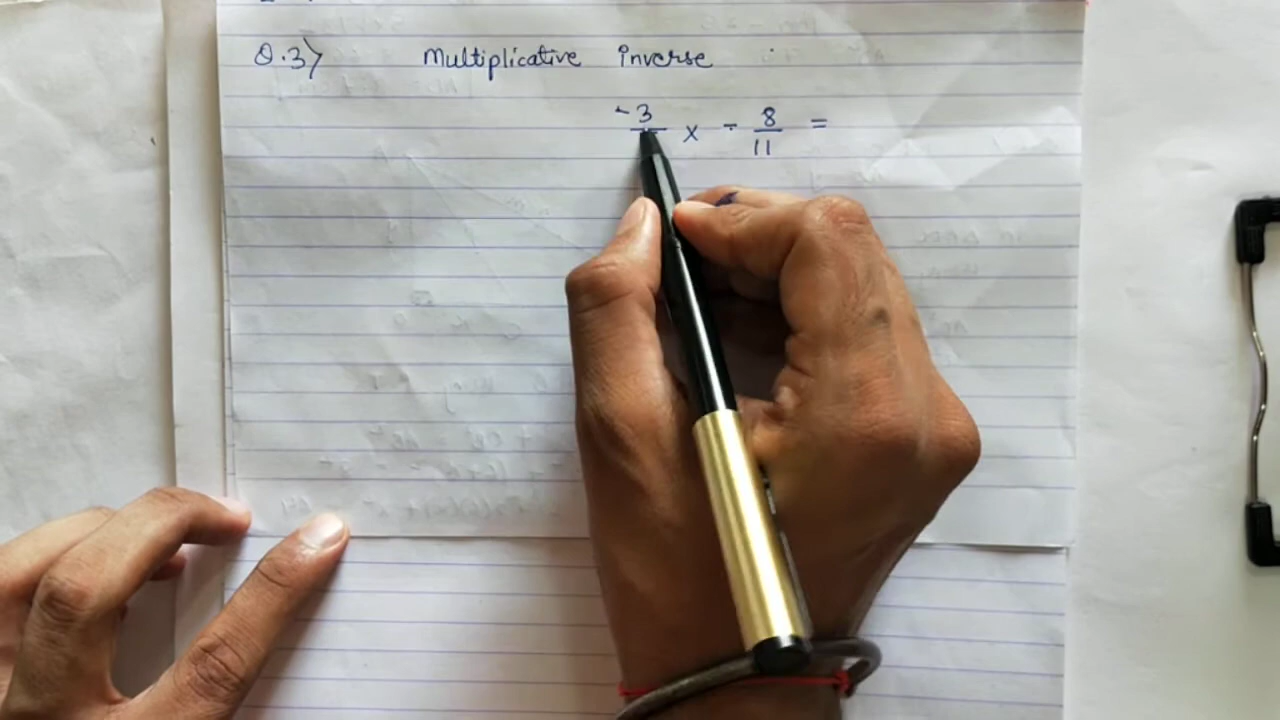 Q.3) Multiplicative inverse
-3/ x - 8/11 =